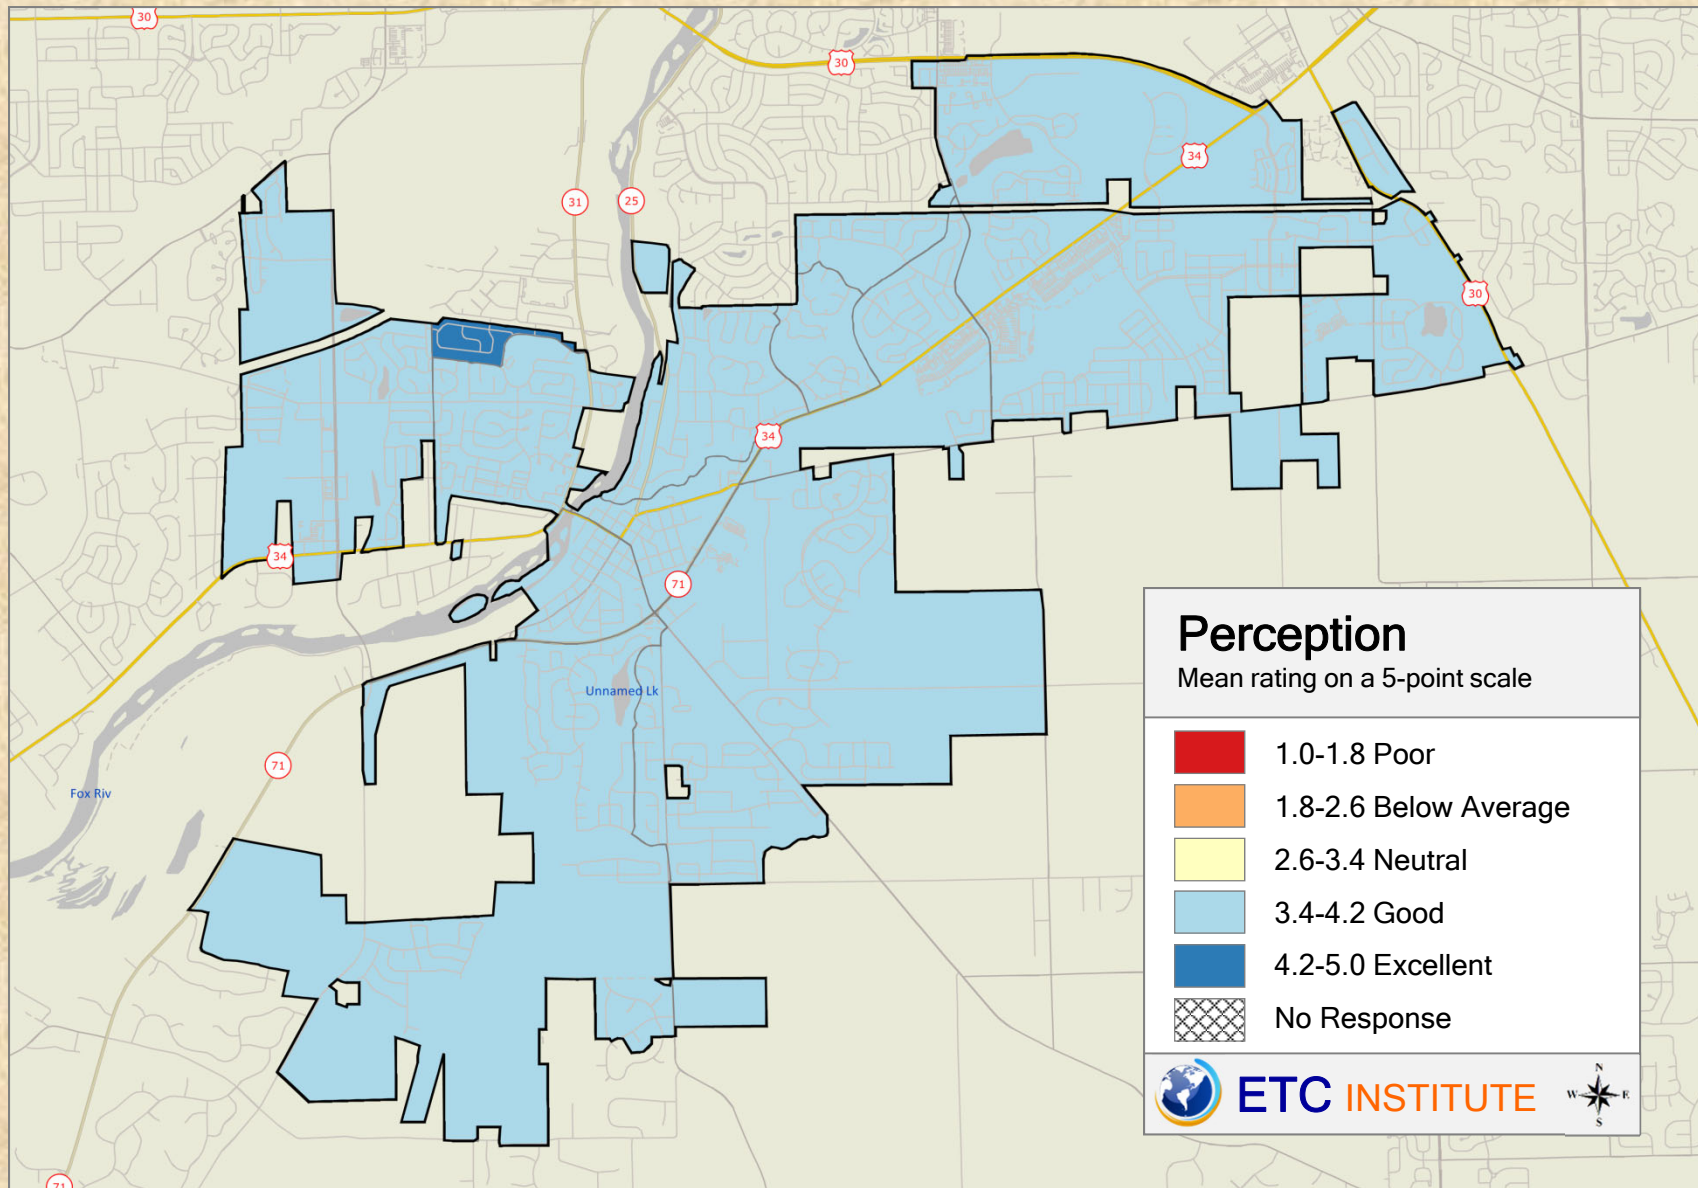 30
30
34
31
25
30
34
34
71
Unnamed Lk
71
Fox Riv
71
Perception
Mean rating on a 5-point scale
1.0-1.8 Poor
1.8-2.6 Below Average
2.6-3.4 Neutral
3.4-4.2 Good
4.2-5.0 Excellent
No Response
ETC INSTITUTE
N
W E
S